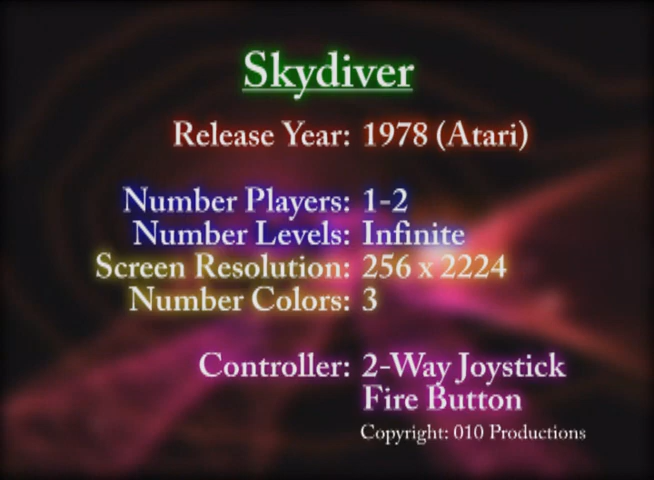 Skydiver
Release Year: 1978 (Atari)
Number Players: 1-2
Number Levels: Infinite
Screen Resolution: 256 x 2224
Number Colors: 3
Controller: 2-Way Joystick
Fire Button
Copyright: 010 Productions